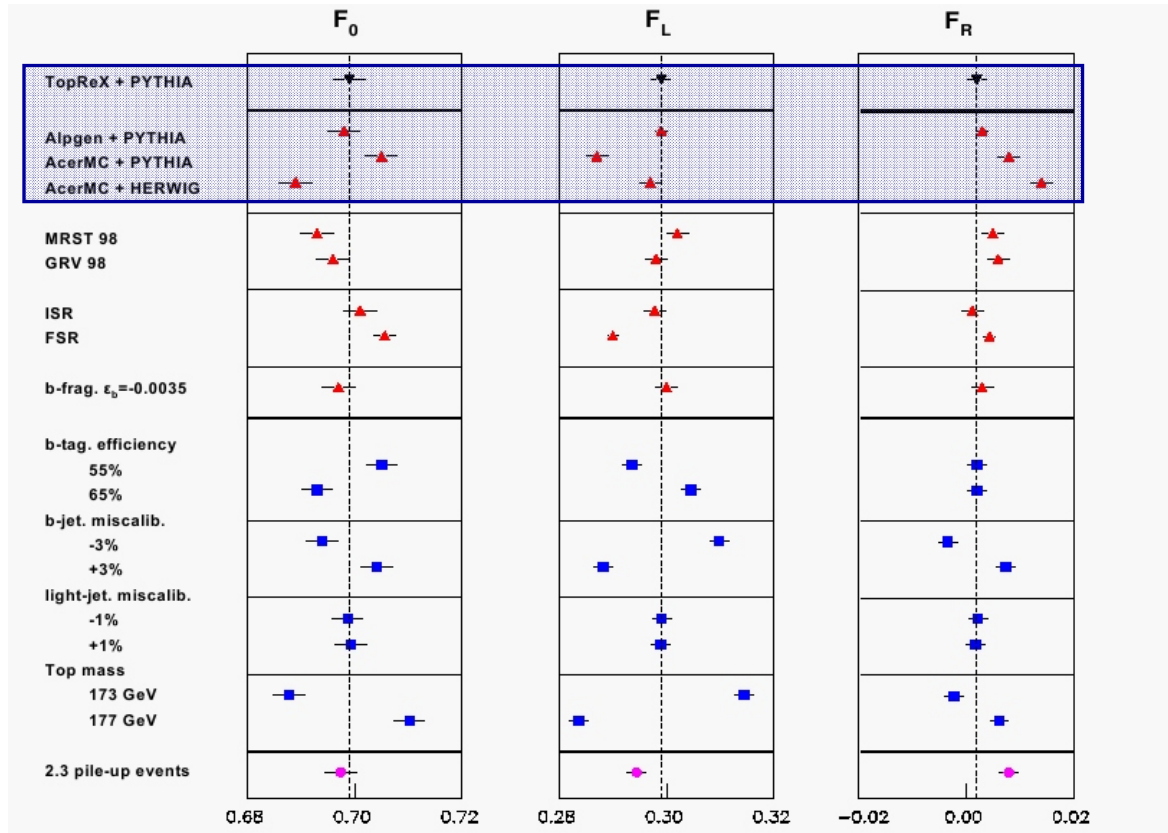 F0 FL FR
TopReX + PYTHIA
Alpgen + PYTHIA
AcerMC + PYTHIA
AcerMC + HERWIG
MRST 98
GRV 98
ISR
FSR
b-frag. εb=-0.0035
b-tag. efficiency
55%
65%
b-jet. miscalib.
-3%
+3%
light-jet. miscalib.
-1%
+1%
Top mass
173 GeV
177 GeV
2.3 pile-up events
0.68 0.70 0.72 0.28 0.30 0.32 −0.02 0.00 0.02